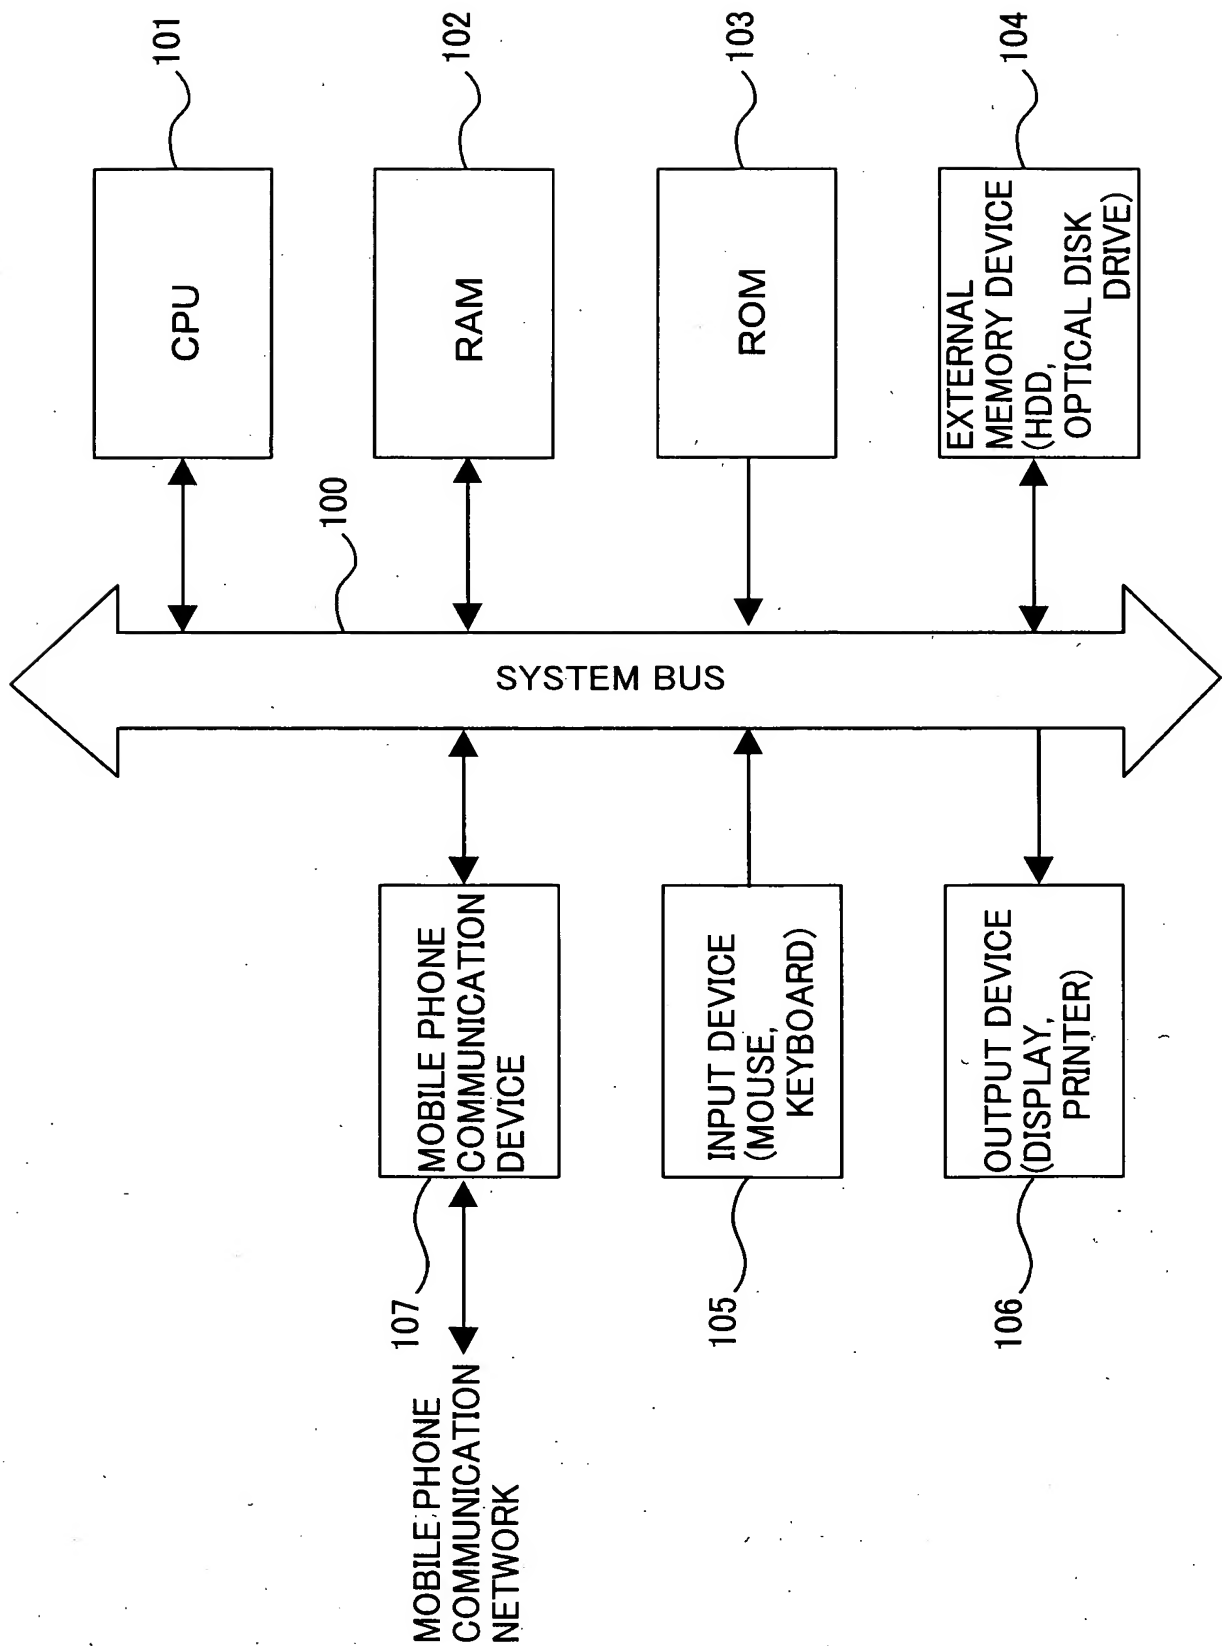 101
CPU
102
RAM
103
ROM
104
EXTERNAL
MEMORY DEVICE
(HDD,
OPTICAL DISK
DRIVE)
100
SYSTEM BUS
107
MOBILE PHONE
COMMUNICATION
DEVICE
105
INPUT DEVICE
(MOUSE,
KEYBOARD)
106
OUTPUT DEVICE
(DISPLAY,
PRINTER)
MOBILE PHONE
COMMUNICATION
NETWORK